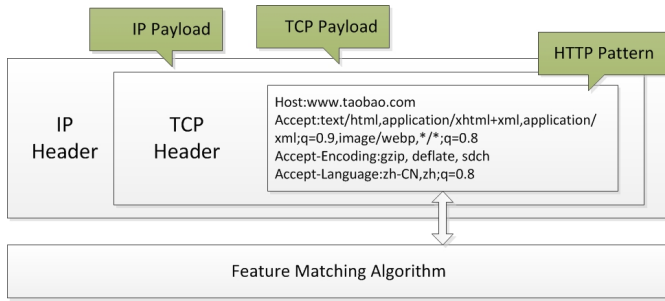 IP Payload
TCP Payload
HTTP Pattern
IP
Header
TCP
Header
Host:www.taobao.com
Accept:text/html,application/xhtml+xml,application/
xml;q=0.9,image/webp,*/*;q=0.8
Accept-Encoding:gzip, deflate, sdch
Accept-Language:zh-CN,zh;q=0.8
Feature Matching Algorithm